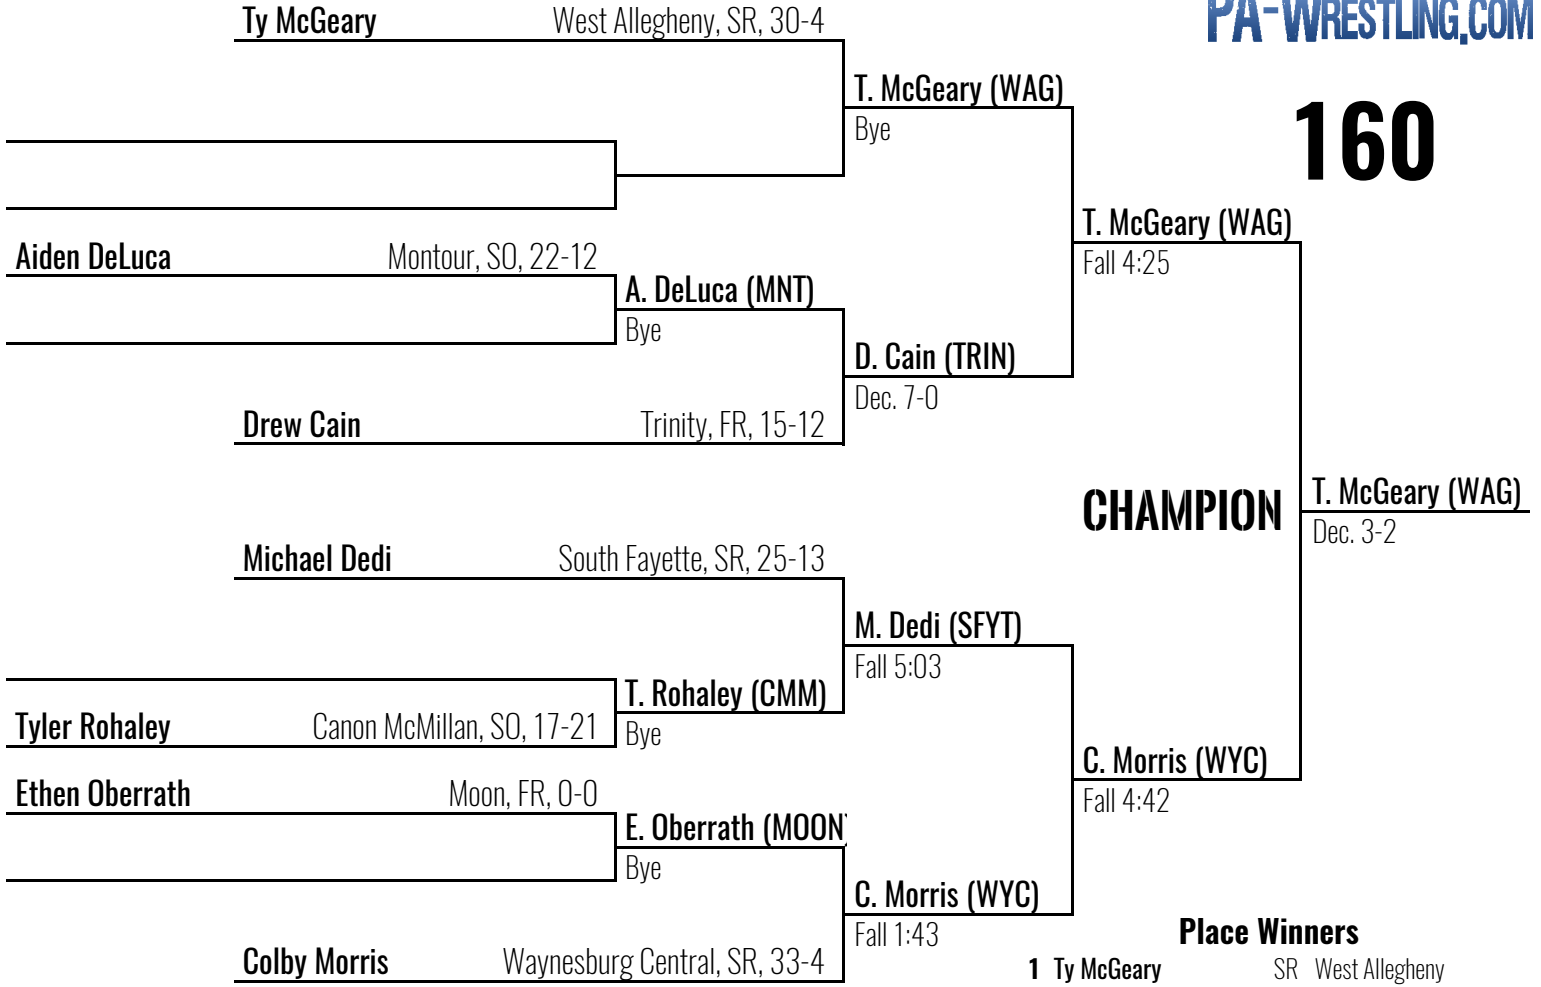 PA-WRESTLING.COM
160
Ty McGeary West Allegheny, SR, 30-4
T. McGeary (WAG)
Bye
T. McGeary (WAG)
Fall 4:25
Aiden DeLuca Montour, SO, 22-12
A. DeLuca (MNT)
Bye
D. Cain (TRIN)
Dec. 7-0
Drew Cain Trinity, FR, 15-12
CHAMPION
T. McGeary (WAG)
Dec. 3-2
Michael Dedi South Fayette, SR, 25-13
M. Dedi (SFYT)
Fall 5:03
T. Rohaley (CMM)
Tyler Rohaley Canon McMillan, SO, 17-21
Bye
C. Morris (WYC)
Fall 4:42
Ethen Oberrath Moon, FR, 0-0
E. Oberrath (MOON)
Bye
C. Morris (WYC)
Fall 1:43
Colby Morris Waynesburg Central, SR, 33-4
Place Winners
1 Ty McGeary SR West Allegheny